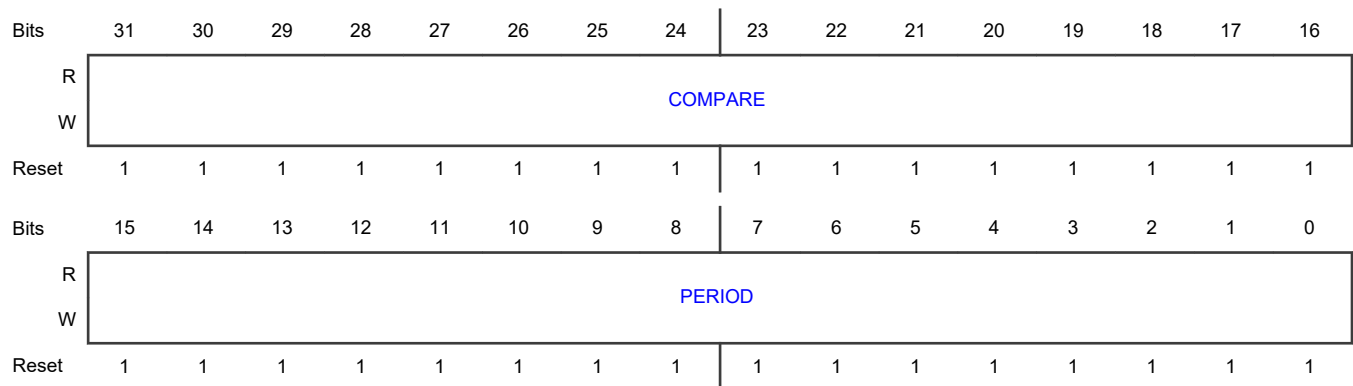 Bits 31 30 29 28 27 26 25 24 23 22 21 20 19 18 17 16
R
COMPARE
W
Reset 1 1 1 1 1 1 1 1 1 1 1 1 1 1 1 1
Bits 15 14 13 12 11 10 9 8 7 6 5 4 3 2 1 0
R
PERIOD
W
Reset 1 1 1 1 1 1 1 1 1 1 1 1 1 1 1 1